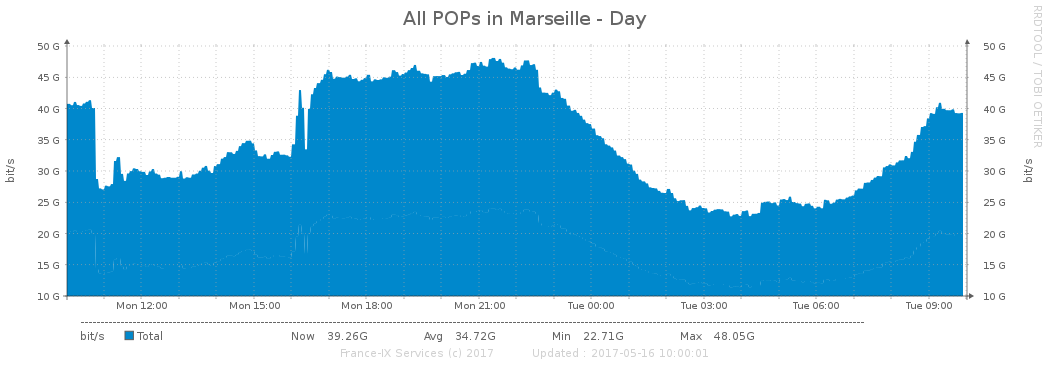 All POPs in Marseille - Day
RRDTOOL / TOBI OETIKER
50 G 50 G
45 G 45 G
40 G 40 G
35 G 35 G
30 G 30 G
25 G 25 G
20 G 20 G
15 G 15 G
10 G 10 G
bit/s
bit/s
Mon 12:00 Mon 15:00 Mon 18:00 Mon 21:00 Tue 00:00 Tue 03:00 Tue 06:00 Tue 09:00
bit/s Total Now 39.26G Avg 34.72G Min 22.71G Max 48.05G
France-IX Services (c) 2017 Updated : 2017-05-16 10:00:01